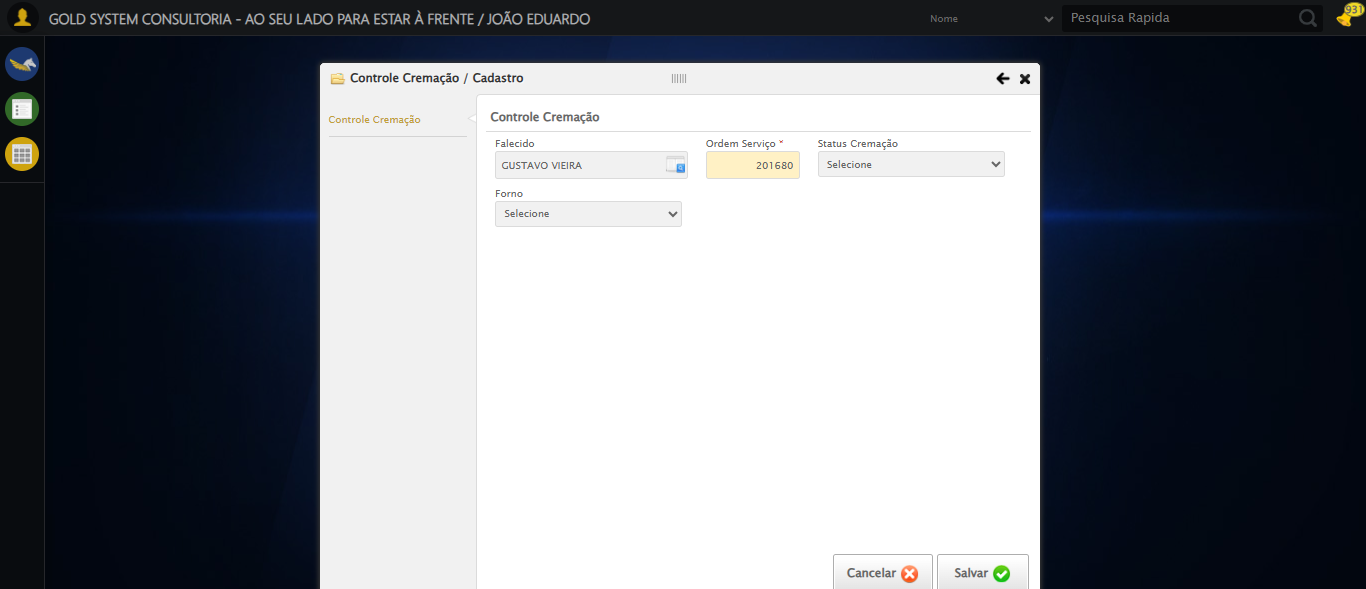 GOLD SYSTEM CONSULTORIA - AO SEU LADO PARA ESTAR À FRENTE / JOÃO EDUARDO
Nome
Pesquisa Rapida
931
Controle Cremação / Cadastro
Controle Cremação
Controle Cremação
Falecido
Ordem Serviço *
Status Cremação
GUSTAVO VIEIRA
201680
Selecione
Forno
Selecione
Cancelar
Salvar